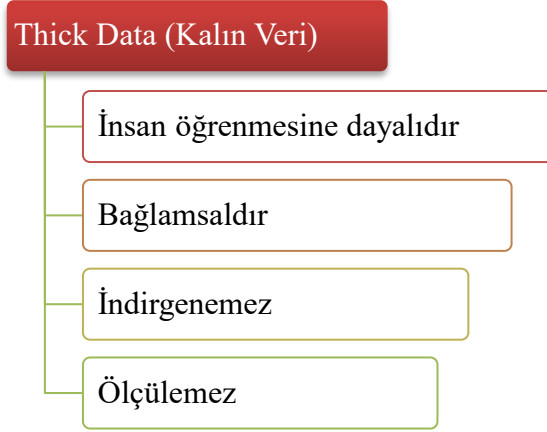 Thick Data (Kalın Veri)
İnsan öğrenmesine dayalıdır
Bağlamsaldır
İndirgenemez
Ölçülemez